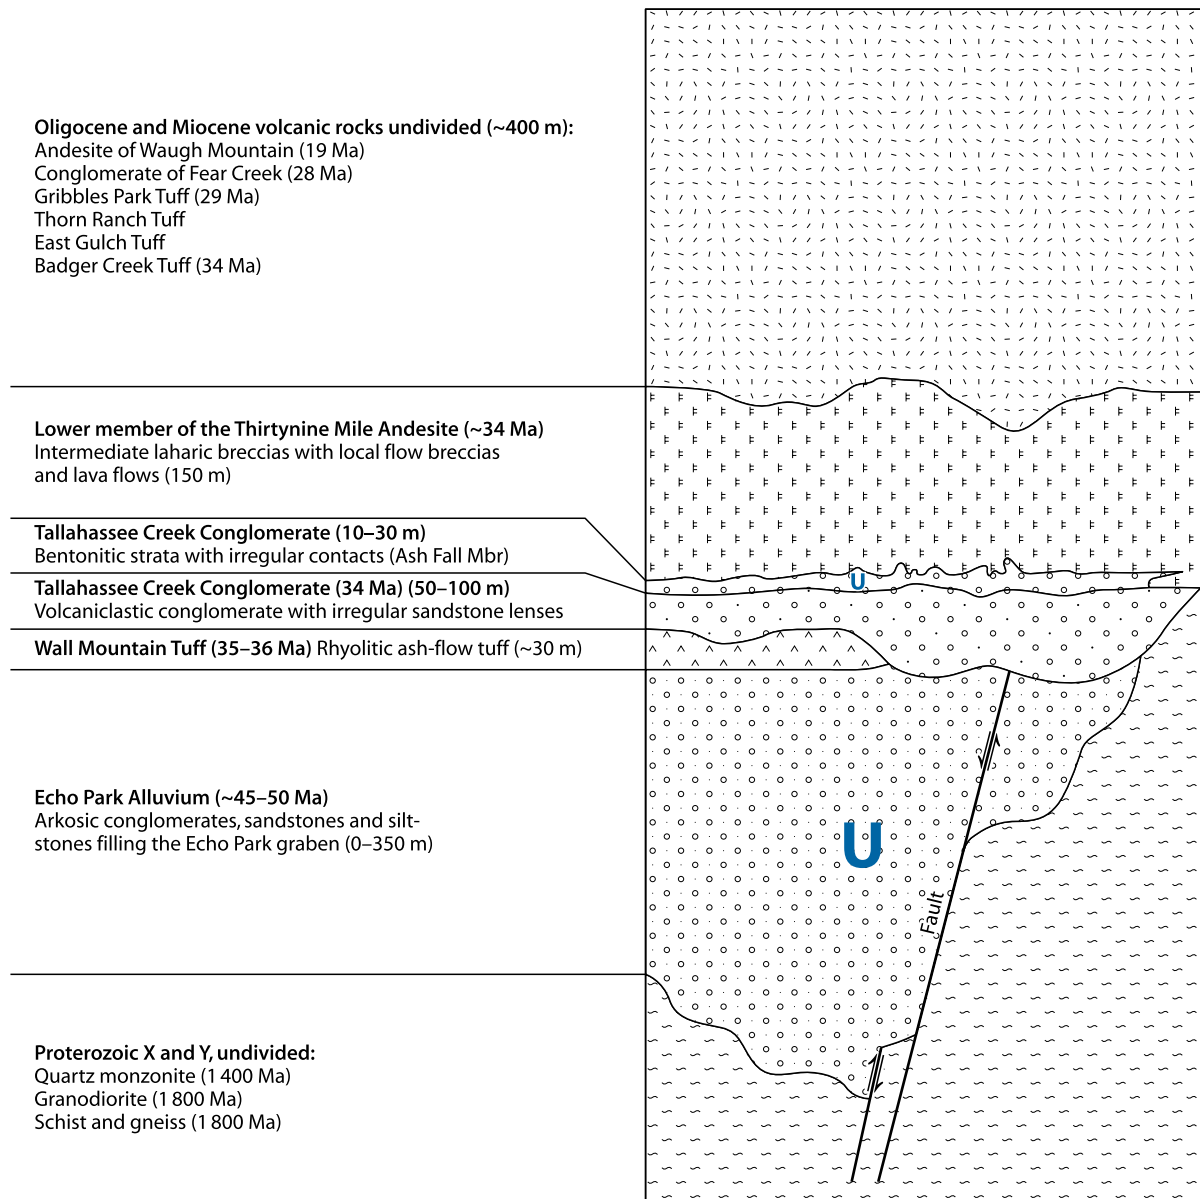 Oligocene and Miocene volcanic rocks undivided (~400 m):
Andesite of Waugh Mountain (19 Ma)
Conglomerate of Fear Creek (28 Ma)
Gribbles Park Tuff (29 Ma)
Thorn Ranch Tuff
East Gulch Tuff
Badger Creek Tuff (34 Ma)
Lower member of the Thirtynine Mile Andesite (~34 Ma)
Intermediate laharic breccias with local flow breccias
and lava flows (150 m)
Tallahassee Creek Conglomerate (10–30 m)
Bentonitic strata with irregular contacts (Ash Fall Mbr)
U
Tallahassee Creek Conglomerate (34 Ma) (50–100 m)
Volcaniclastic conglomerate with irregular sandstone lenses
Wall Mountain Tuff (35–36 Ma) Rhyolitic ash-flow tuff (~30 m)
Echo Park Alluvium (~45–50 Ma)
Arkosic conglomerates, sandstones and silt-
stones filling the Echo Park graben (0–350 m)
U
Fault
Proterozoic X and Y, undivided:
Quartz monzonite (1 400 Ma)
Granodiorite (1 800 Ma)
Schist and gneiss (1 800 Ma)